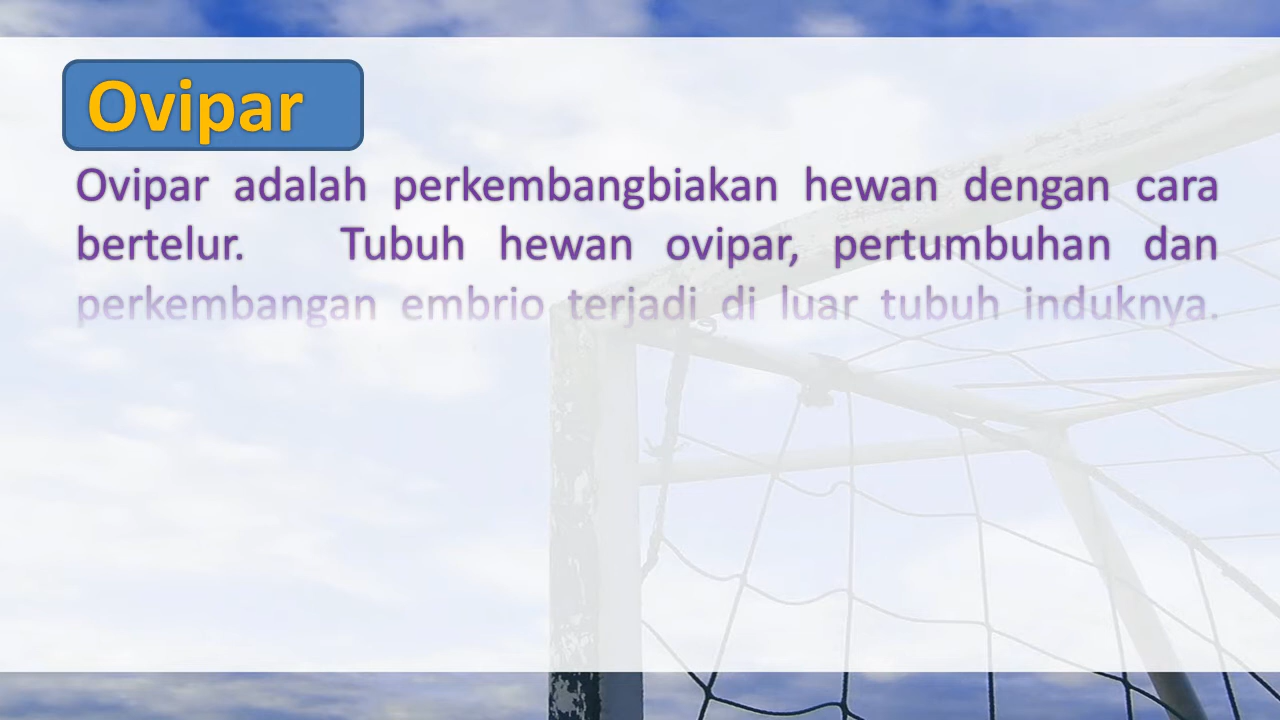 Ovipar
Ovipar adalah perkembangbiakan hewan dengan cara
bertelur. Tubuh hewan ovipar, pertumbuhan dan
perkembangan embrio terjadi di luar tubuh induknya.